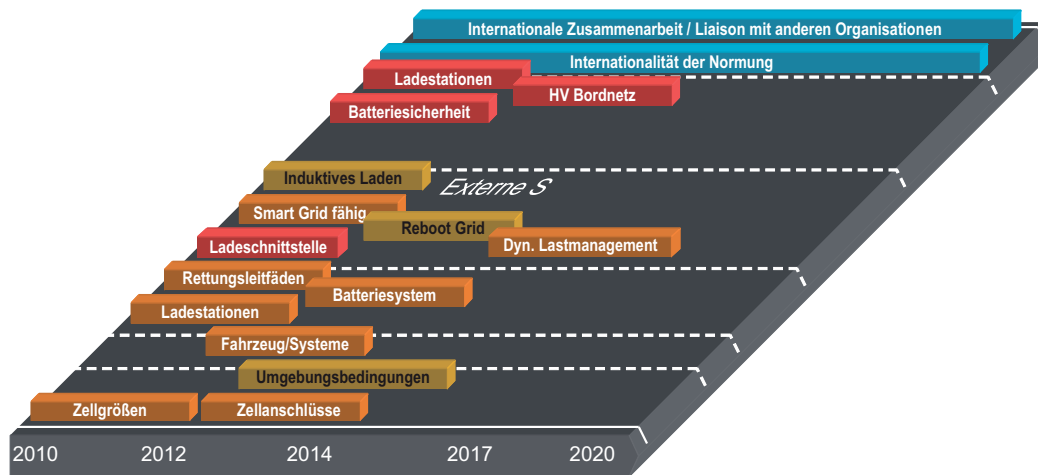 Internationale Zusammenarbeit / Liaison mit anderen Organisationen
Internationalität der Normung
Ladestationen
HV Bordnetz
Batteriesicherheit
Induktives Laden
Externe S
Smart Grid fähig
Reboot Grid
Ladeschnittstelle
Dyn. Lastmanagement
Rettungsleitfäden
Batteriesystem
Ladestationen
Fahrzeug/Systeme
Umgebungsbedingungen
Zellgrößen
Zellanschlüsse
2010
2012
2014
2017
2020